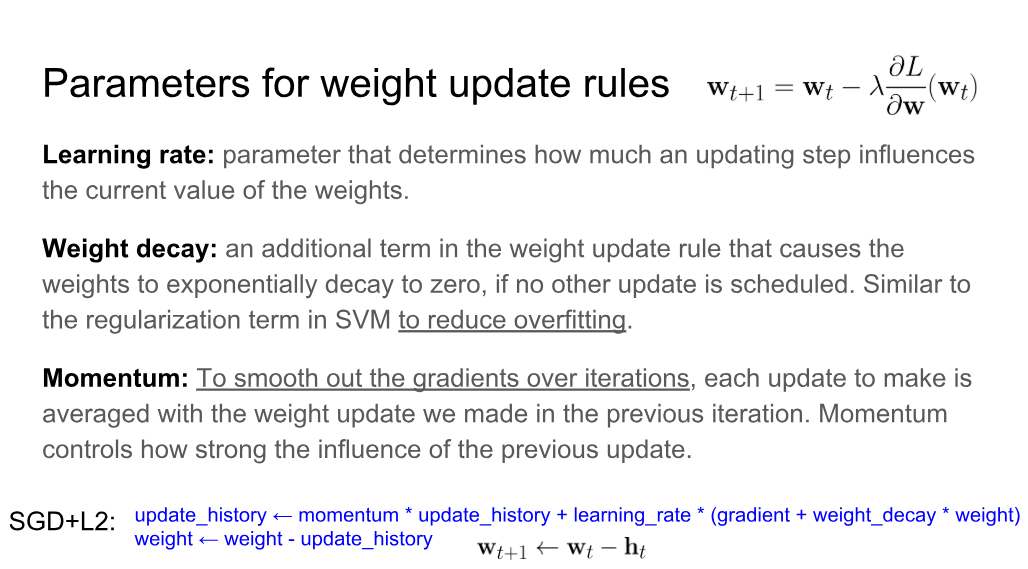 Parameters for weight update rules
w_{t+1} = w_t − λ ∂L/∂w (w_t)
Learning rate: parameter that determines how much an updating step influences
the current value of the weights.
Weight decay: an additional term in the weight update rule that causes the
weights to exponentially decay to zero, if no other update is scheduled. Similar to
the regularization term in SVM to reduce overfitting.
Momentum: To smooth out the gradients over iterations, each update to make is
averaged with the weight update we made in the previous iteration. Momentum
controls how strong the influence of the previous update.
SGD+L2: update_history ← momentum * update_history + learning_rate * (gradient + weight_decay * weight)
weight ← weight - update_history
w_{t+1} ← w_t − h_t